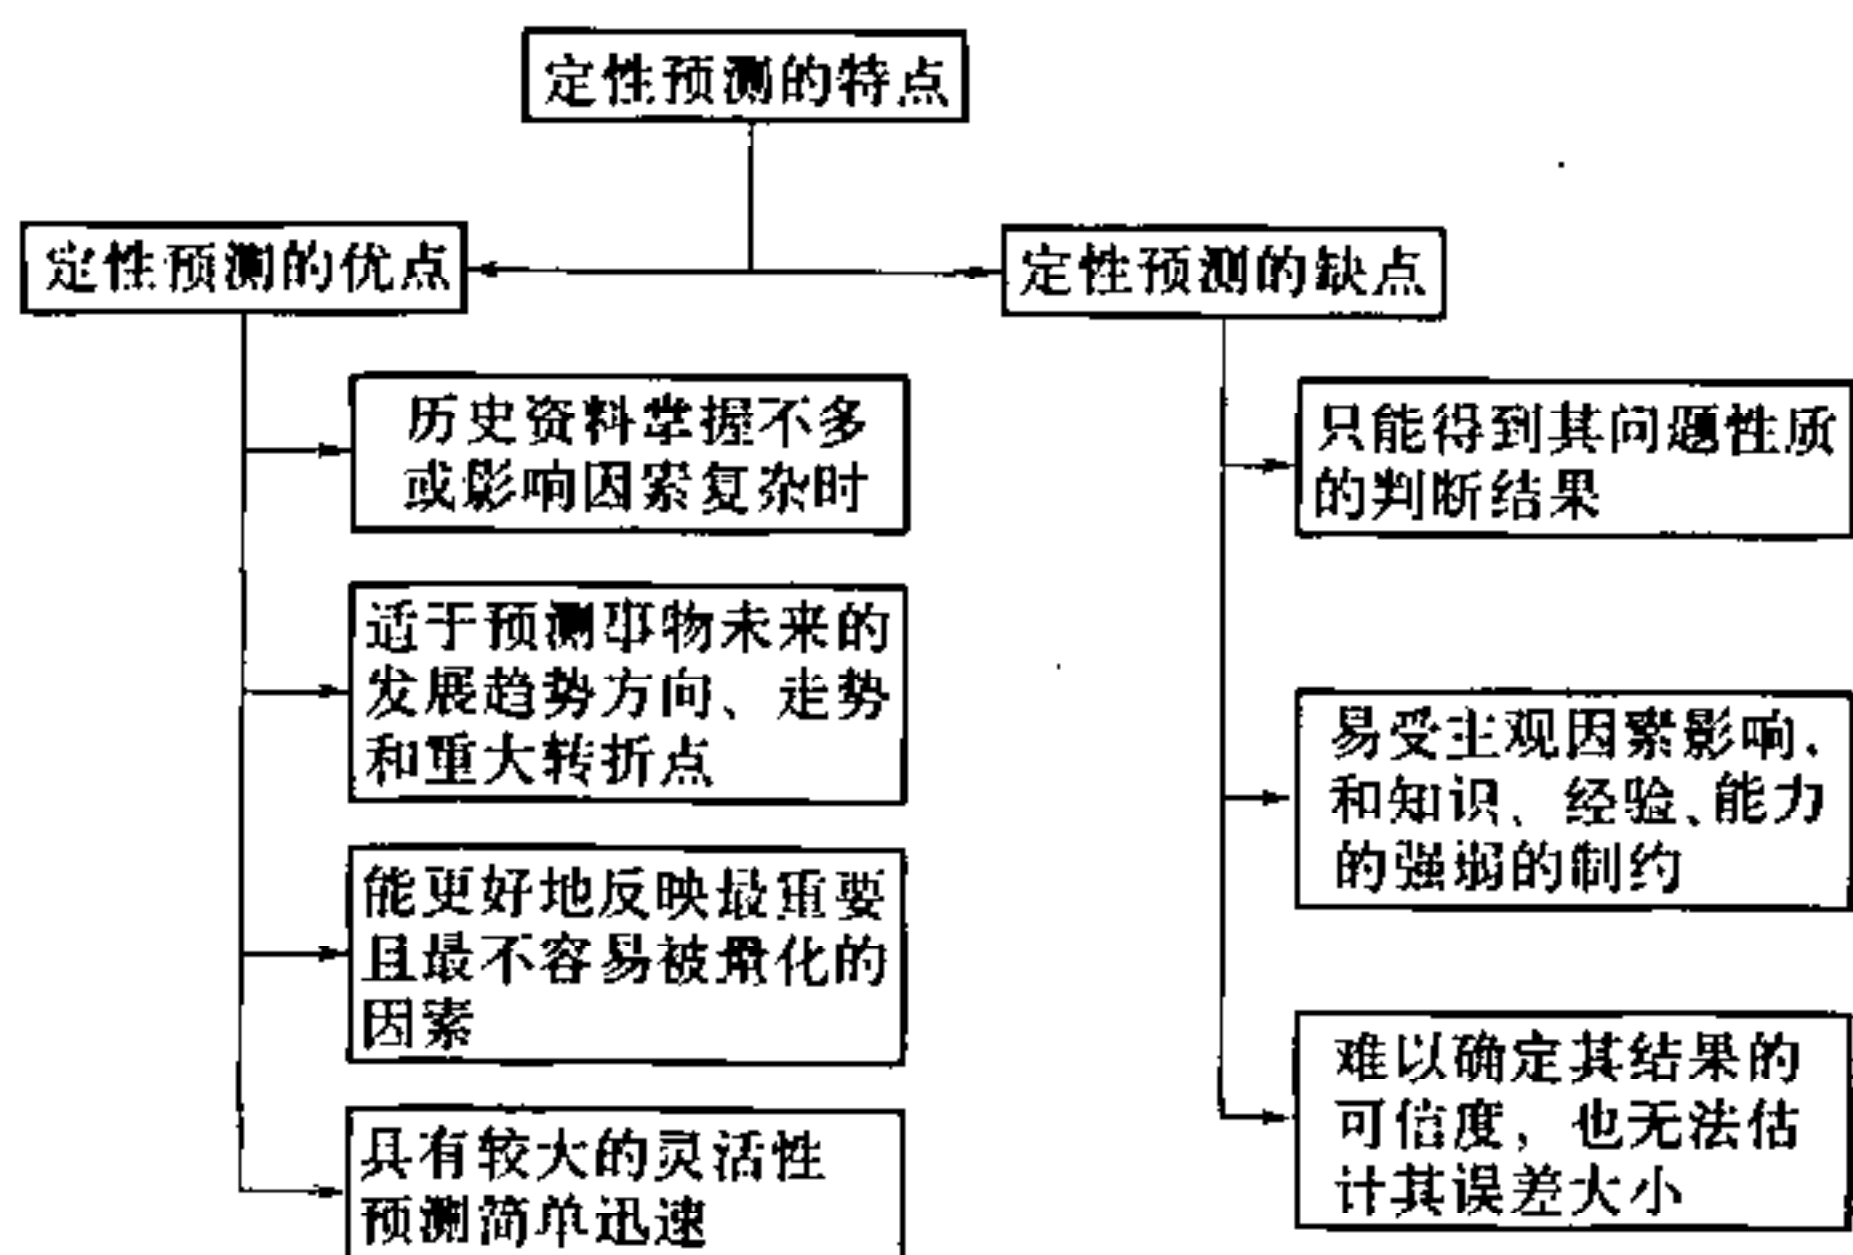 定性预测的特点
定性预测的优点
定性预测的缺点
历史资料掌握不多
或影响因素复杂时
适于预测事物未来的
发展趋势方向、走势
和重大转折点
能更好地反映最重要
且最不容易被量化的
因素
具有较大的灵活性
预测简单迅速
只能得到其问题性质
的判断结果
易受主观因素影响、
和知识、经验、能力
的强弱的制约
难以确定其结果的
可信度，也无法估
计其误差大小